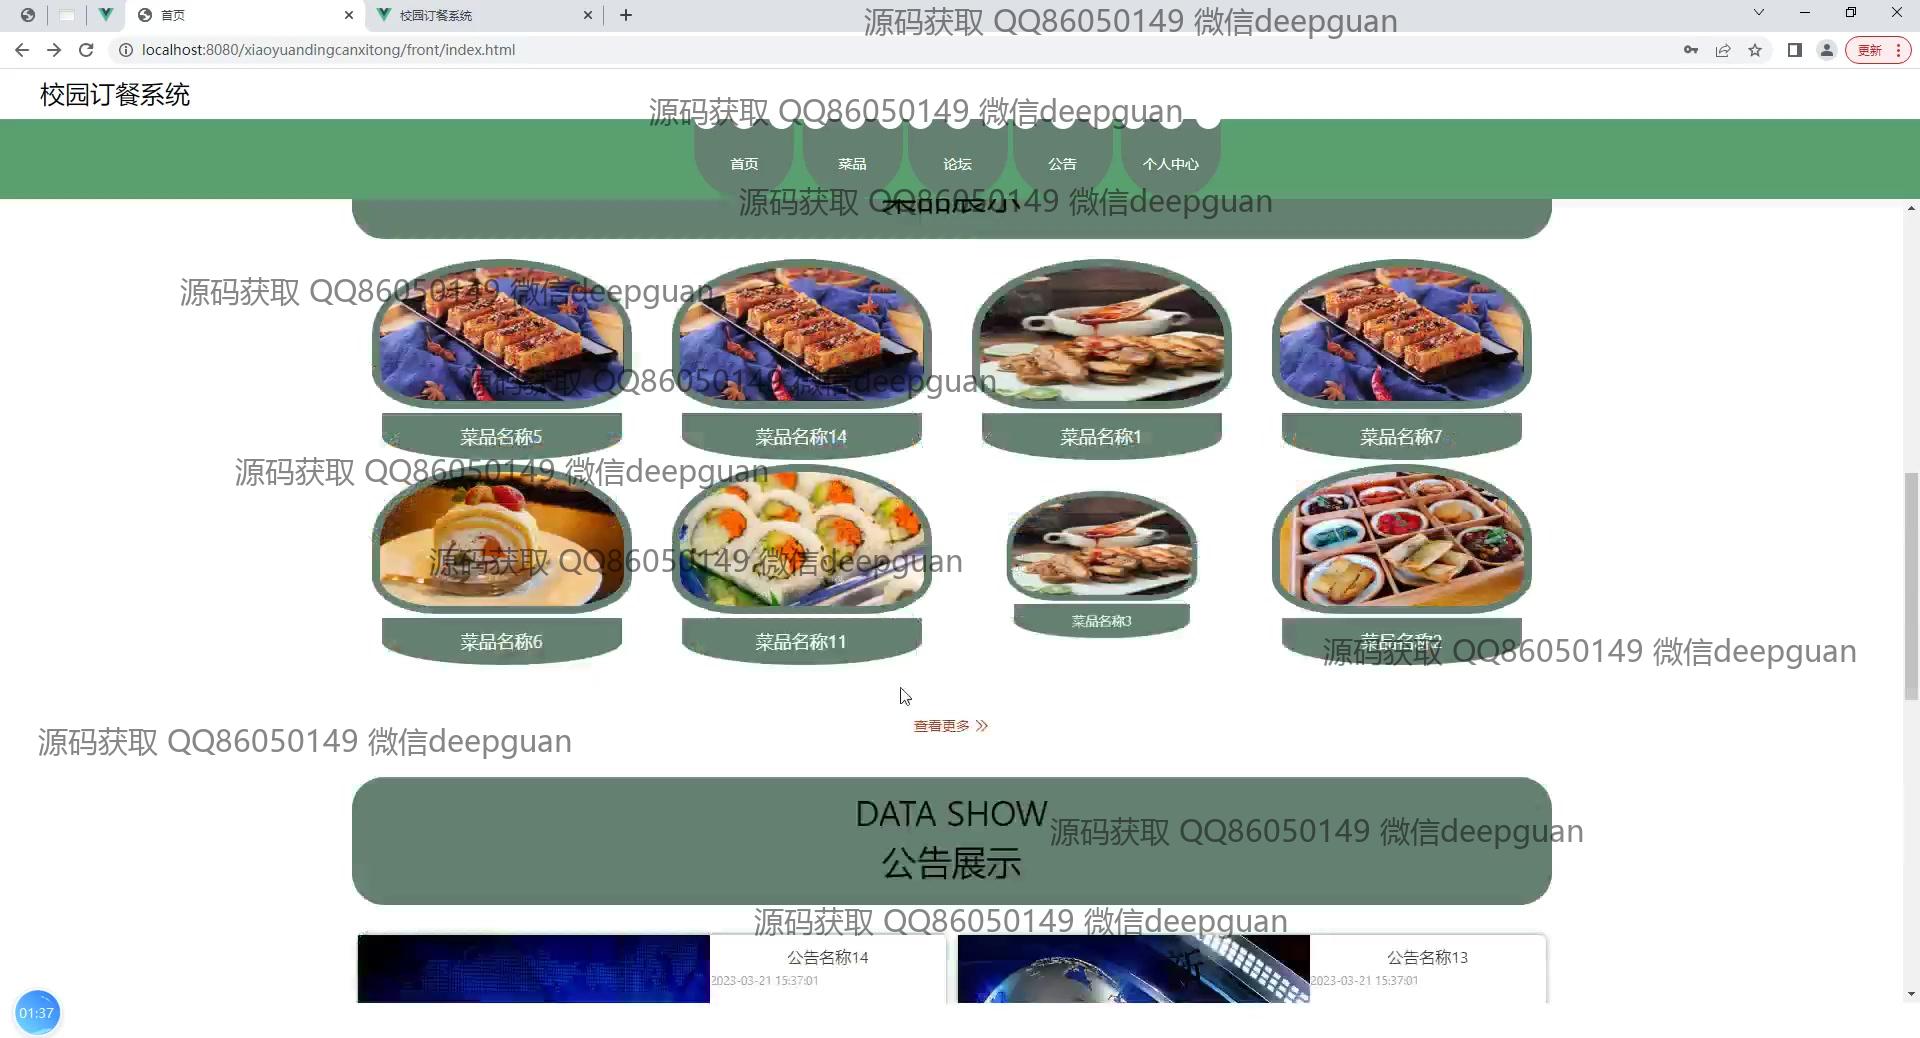 首页
校园订餐系统
源码获取 QQ86050149 微信deepguan
localhost:8080/xiaoyuandingcanxitong/front/index.html
更新
校园订餐系统
源码获取 QQ86050149 微信deepguan
首页 菜品 论坛 公告 个人中心
源码获取 QQ86050149 微信deepguan
菜品展示
源码获取 QQ86050149 微信deepguan
源码获取 QQ86050149 微信deepguan
菜品名称5 菜品名称14 菜品名称1 菜品名称7
源码获取 QQ86050149 微信deepguan
源码获取 QQ86050149 微信deepguan
菜品名称3
菜品名称6 菜品名称11 菜品名称2
源码获取 QQ86050149 微信deepguan
查看更多
源码获取 QQ86050149 微信deepguan
DATA SHOW
源码获取 QQ86050149 微信deepguan
公告展示
源码获取 QQ86050149 微信deepguan
公告名称14 公告名称13
2023-03-21 15:37:01 2023-03-21 15:37:01
新
01:37